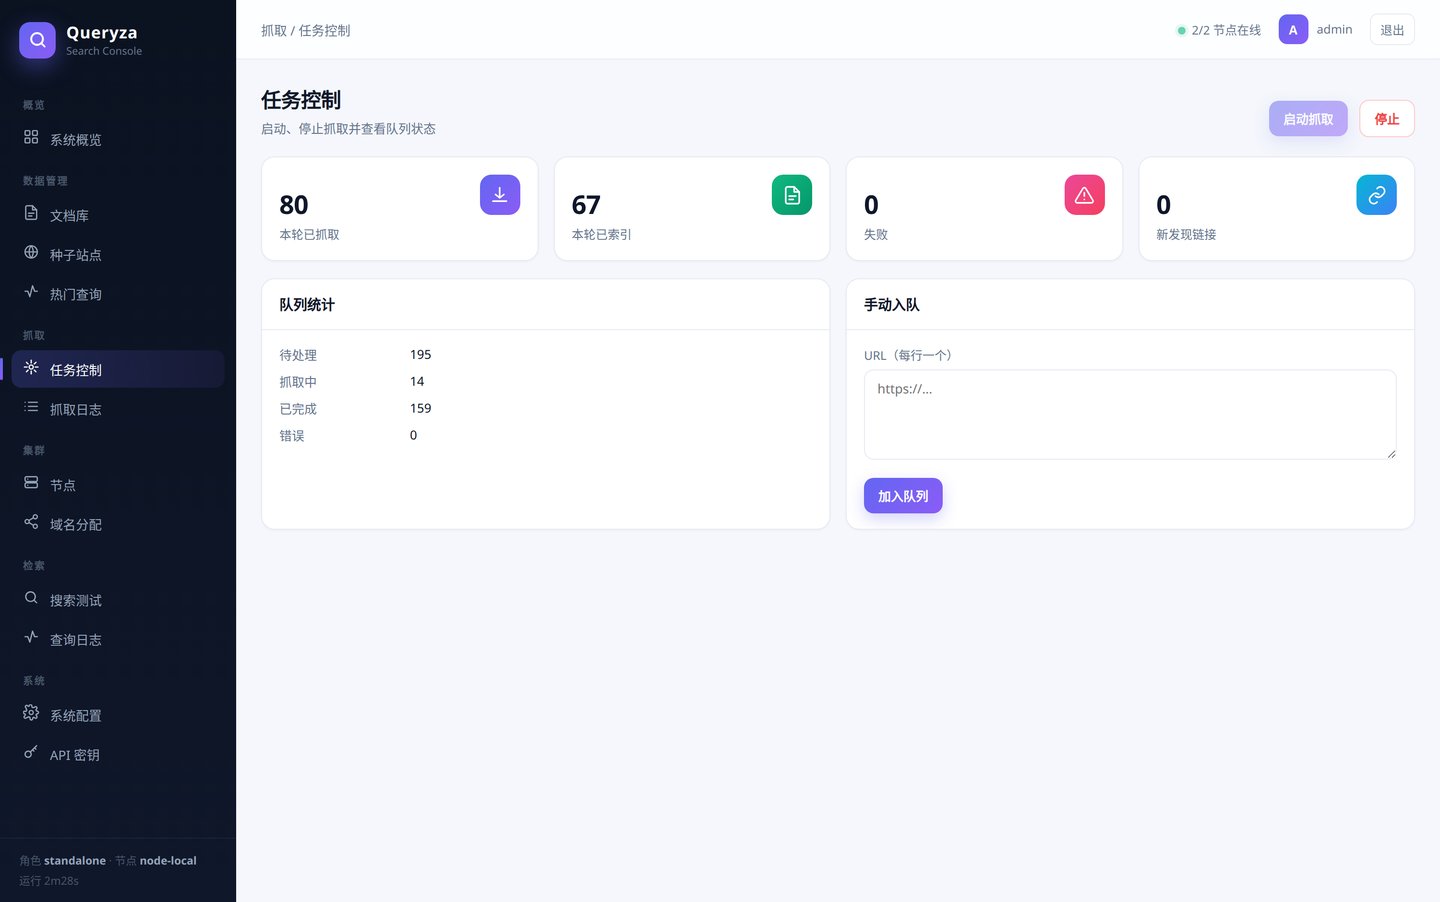 Queryza
Search Console
概览
系统概览
数据管理
文档库
种子站点
热门查询
抓取
任务控制
抓取日志
集群
节点
域名分配
检索
搜索测试
查询日志
系统
系统配置
API 密钥
角色 standalone · 节点 node-local
运行 2m28s
抓取 / 任务控制
2/2 节点在线
A
admin
退出
任务控制
启动、停止抓取并查看队列状态
启动抓取
停止
80
本轮已抓取
67
本轮已索引
0
失败
0
新发现链接
队列统计
待处理 195
抓取中 14
已完成 159
错误 0
手动入队
URL（每行一个）
https://...
加入队列